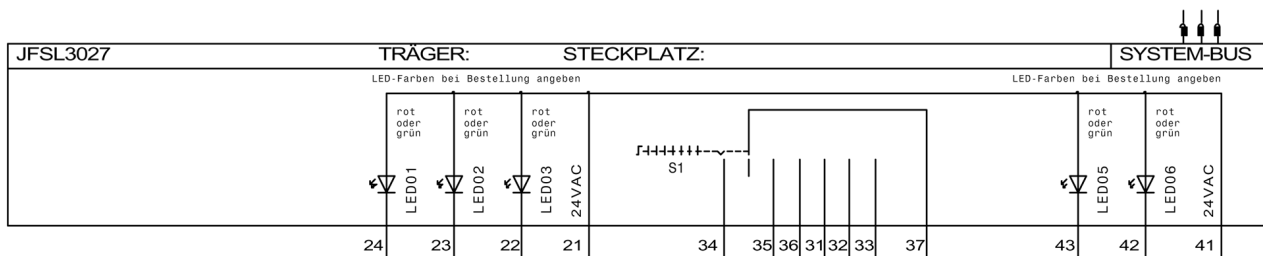 JFSL3027 TRÄGER: STECKPLATZ: SYSTEM-BUS
LED-Farben bei Bestellung angeben LED-Farben bei Bestellung angeben
rot rot rot rot rot
oder oder oder oder oder
grün grün grün grün grün
LED01 LED02 LED03 24VAC S1 LED05 LED06 24VAC
24 23 22 21 34 35 36 31 32 33 37 43 42 41